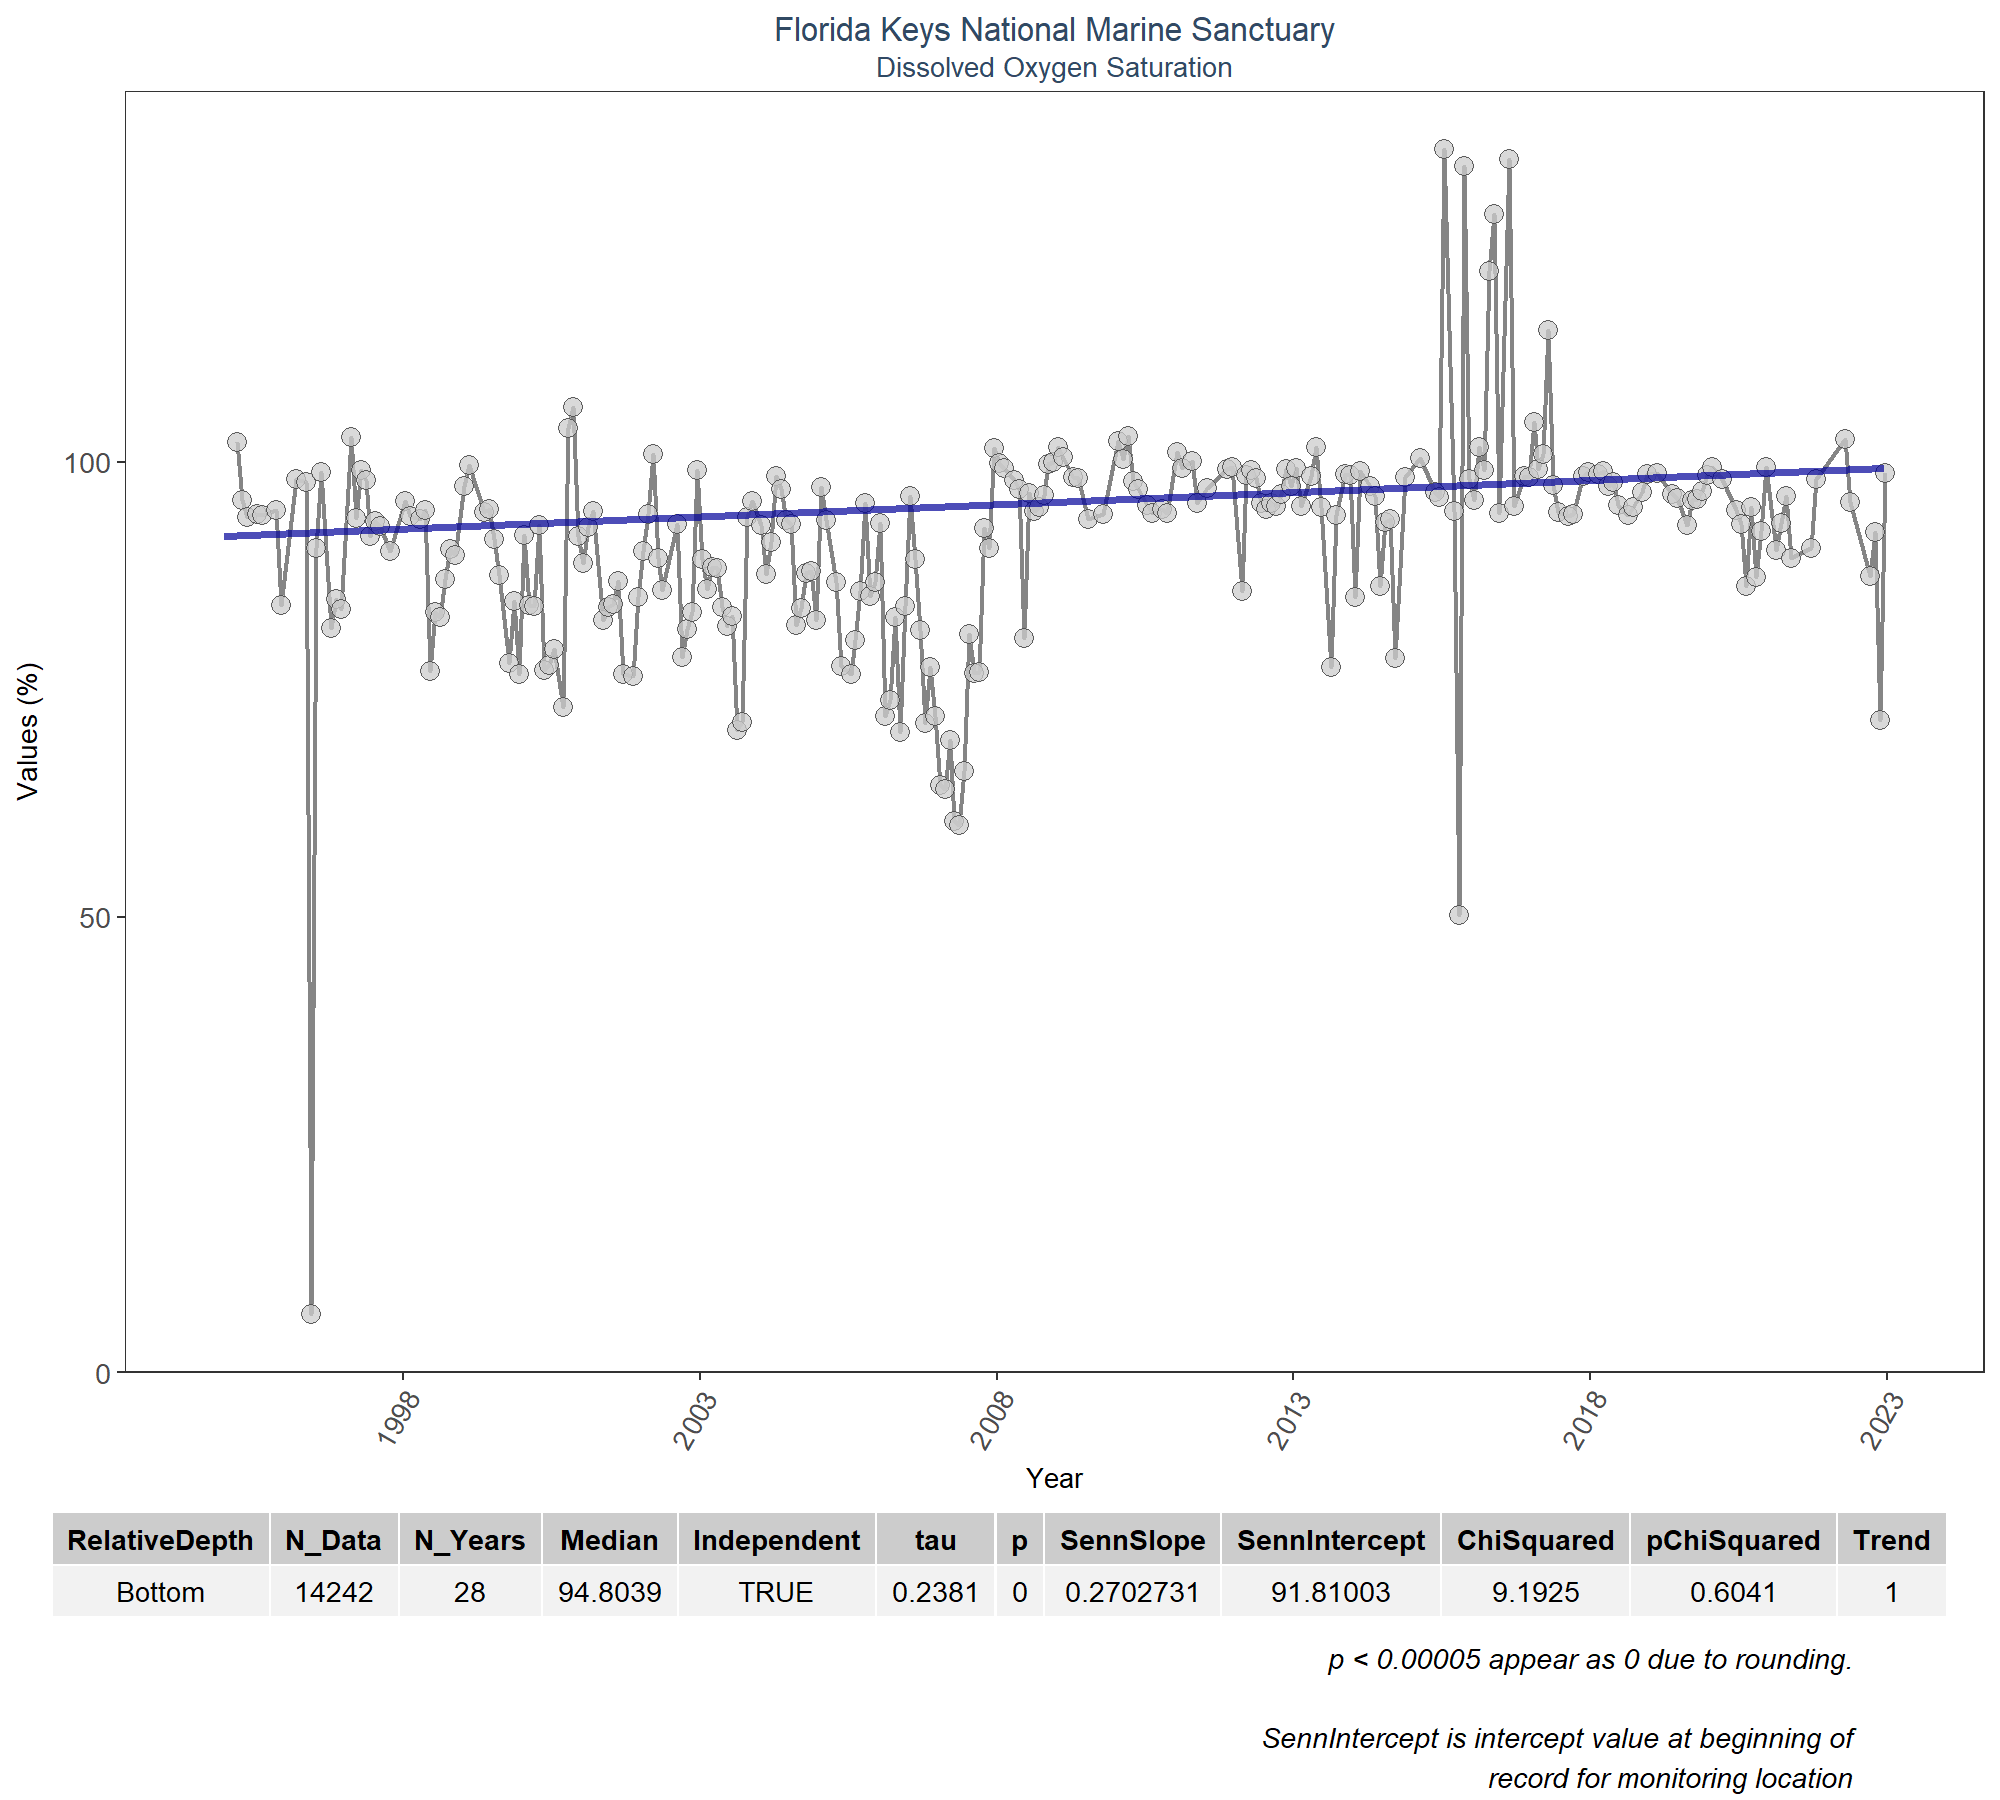 Florida Keys National Marine Sanctuary
Dissolved Oxygen Saturation
Values (%)
100
50
0
1998 2003 2008 2013 2018 2023
Year
RelativeDepth N_Data N_Years Median Independent tau p SennSlope SennIntercept ChiSquared pChiSquared Trend
Bottom 14242 28 94.8039 TRUE 0.2381 0 0.2702731 91.81003 9.1925 0.6041 1
p < 0.00005 appear as 0 due to rounding.
SennIntercept is intercept value at beginning of
record for monitoring location